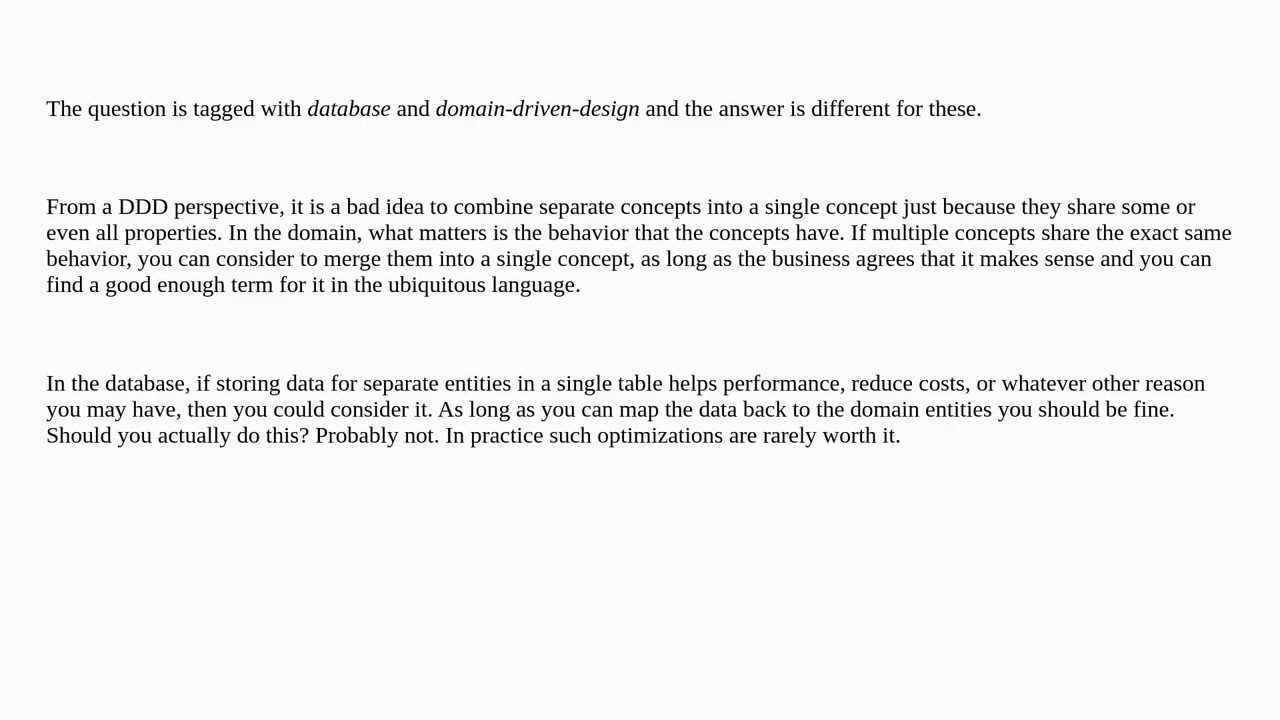 The question is tagged with database and domain-driven-design and the answer is different for these.
From a DDD perspective, it is a bad idea to combine separate concepts into a single concept just because they share some or
even all properties. In the domain, what matters is the behavior that the concepts have. If multiple concepts share the exact same
behavior, you can consider to merge them into a single concept, as long as the business agrees that it makes sense and you can
find a good enough term for it in the ubiquitous language.
In the database, if storing data for separate entities in a single table helps performance, reduce costs, or whatever other reason
you may have, then you could consider it. As long as you can map the data back to the domain entities you should be fine.
Should you actually do this? Probably not. In practice such optimizations are rarely worth it.